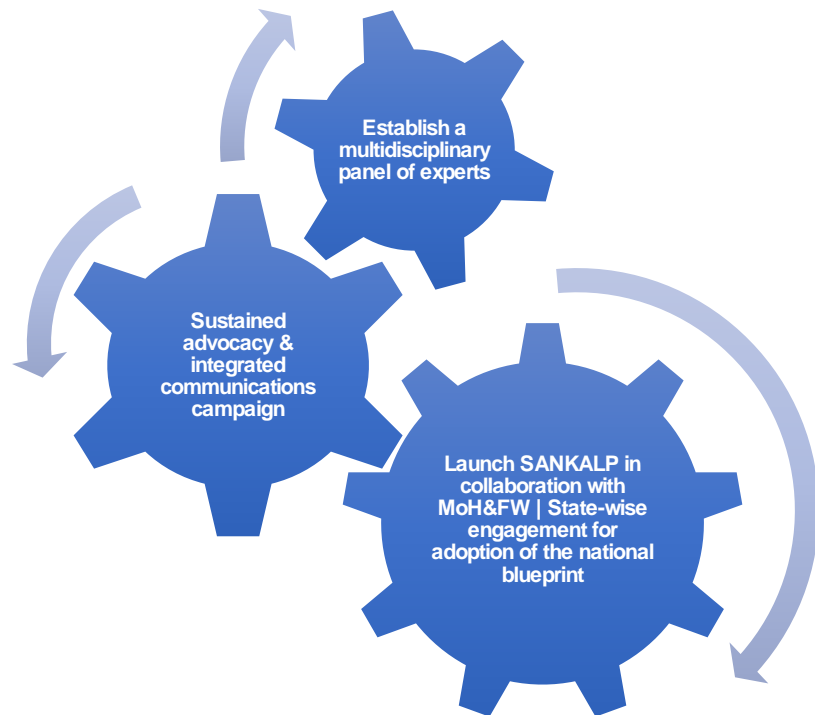 Establish a
multidisciplinary
panel of experts
Sustained
advocacy &
integrated
communications
campaign
Launch SANKALP in
collaboration with
MoH&FW | State-wise
engagement for
adoption of the national
blueprint